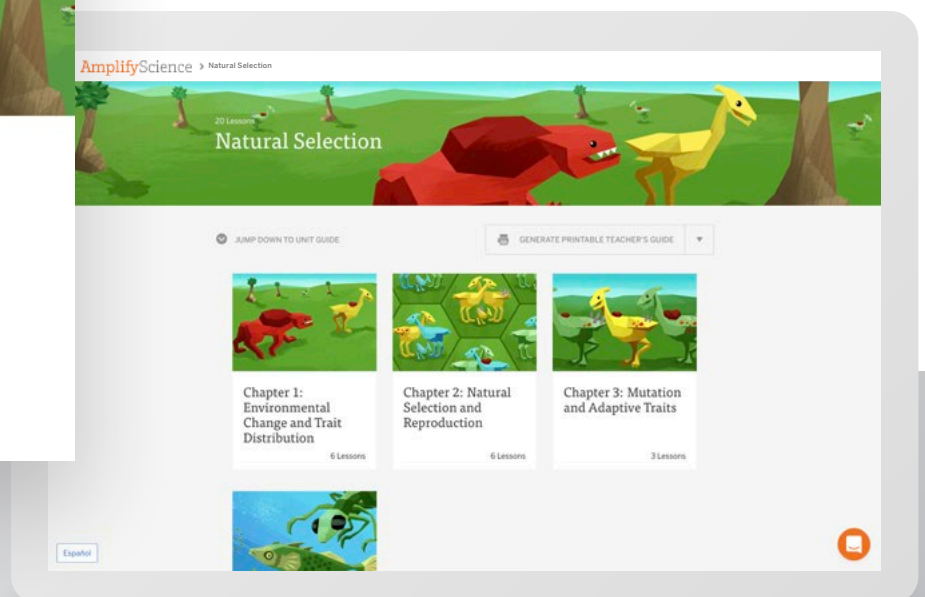 AmplifyScience > Natural Selection
20 Lessons
Natural Selection
JUMP DOWN TO UNIT GUIDE
GENERATE PRINTABLE TEACHER'S GUIDE
Chapter 1:
Environmental
Change and Trait
Distribution
6 Lessons
Chapter 2: Natural
Selection and
Reproduction
6 Lessons
Chapter 3: Mutation
and Adaptive Traits
3 Lessons
Español